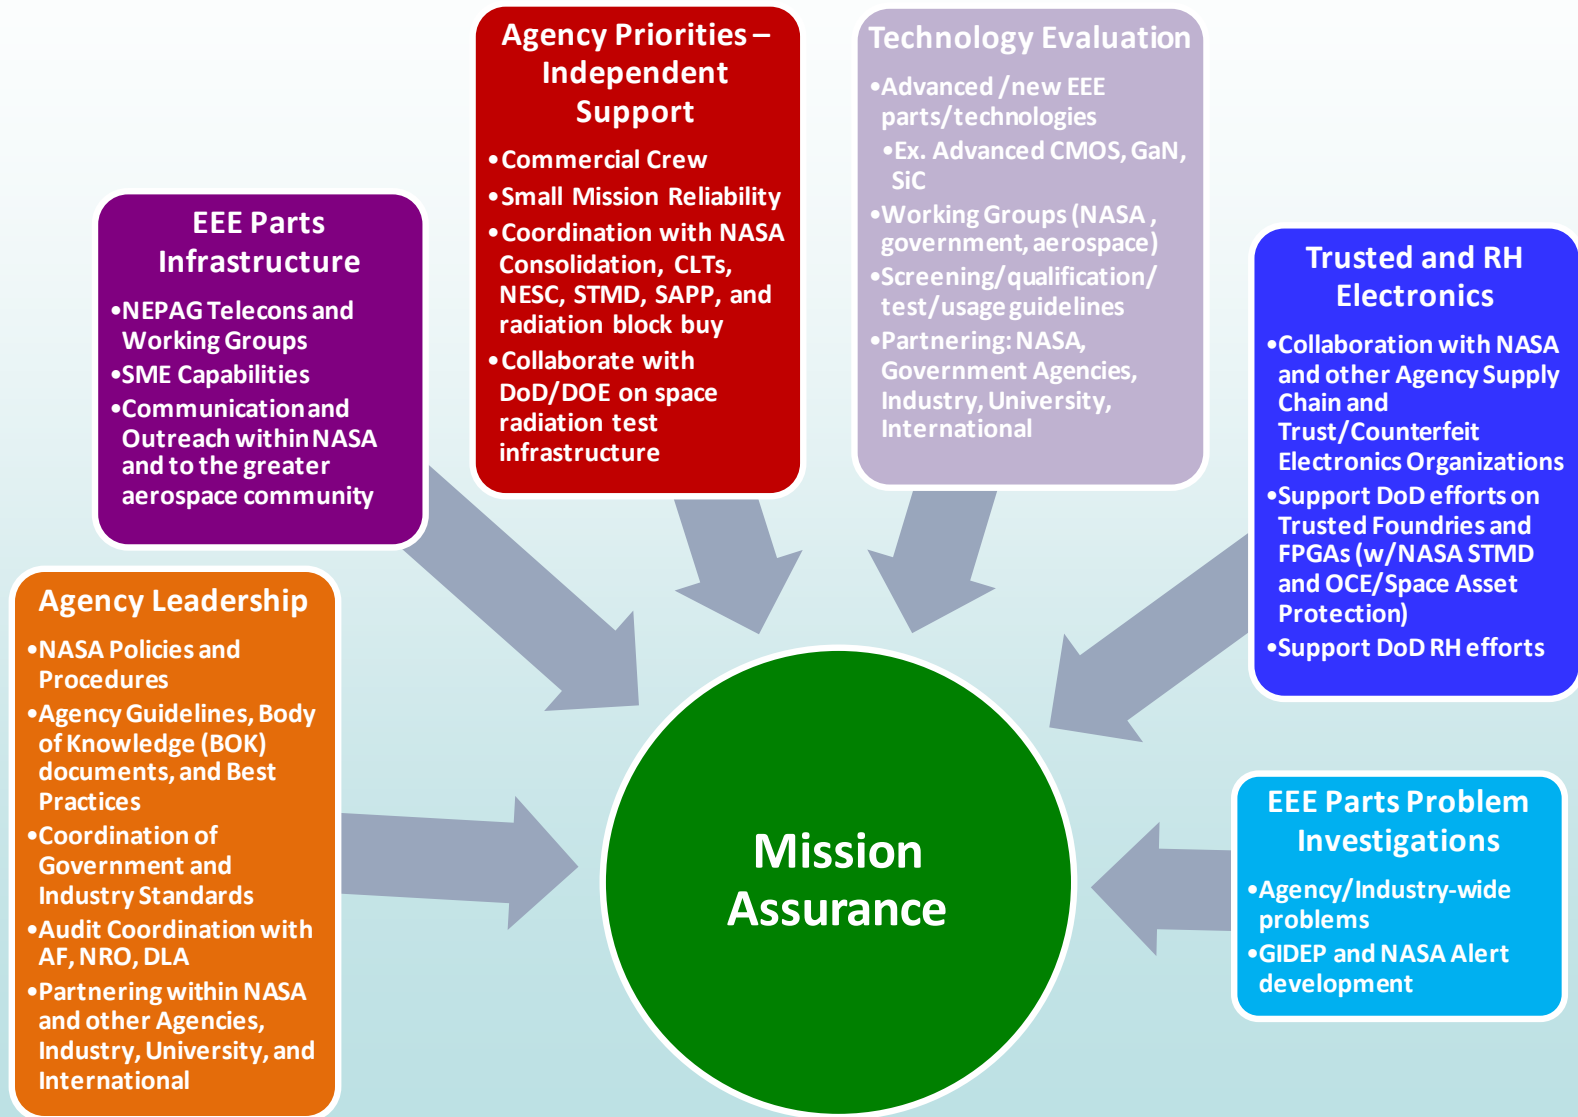 Agency Priorities –
Independent
Support
•Commercial Crew
•Small Mission Reliability
•Coordination with NASA
Consolidation, CLTs,
NESC, STMD, SAPP, and
radiation block buy
•Collaborate with
DoD/DOE on space
radiation test
infrastructure
Technology Evaluation
•Advanced /new EEE
parts/technologies
•Ex. Advanced CMOS, GaN,
SiC
•Working Groups (NASA ,
government, aerospace)
•Screening/qualification/
test/usage guidelines
•Partnering: NASA,
Government Agencies,
Industry, University,
International
EEE Parts
Infrastructure
•NEPAG Telecons and
Working Groups
•SME Capabilities
•Communication and
Outreach within NASA
and to the greater
aerospace community
Trusted and RH
Electronics
•Collaboration with NASA
and other Agency Supply
Chain and
Trust/Counterfeit
Electronics Organizations
•Support DoD efforts on
Trusted Foundries and
FPGAs (w/NASA STMD
and OCE/Space Asset
Protection)
•Support DoD RH efforts
Agency Leadership
•NASA Policies and
Procedures
•Agency Guidelines, Body
of Knowledge (BOK)
documents, and Best
Practices
•Coordination of
Government and
Industry Standards
•Audit Coordination with
AF, NRO, DLA
•Partnering within NASA
and other Agencies,
Industry, University, and
International
Mission
Assurance
EEE Parts Problem
Investigations
•Agency/Industry-wide
problems
•GIDEP and NASA Alert
development